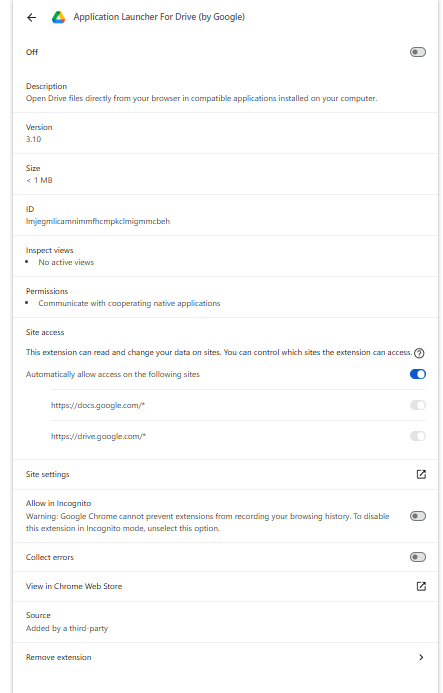 Application Launcher For Drive (by Google)
Off
Description
Open Drive files directly from your browser in compatible applications installed on your computer.
Version
3.10
Size
< 1 MB
ID
lmjegmlicamnimmfhcmpkclmigmmcbeh
Inspect views
• No active views
Permissions
• Communicate with cooperating native applications
Site access
This extension can read and change your data on sites. You can control which sites the extension can access.
Automatically allow access on the following sites
https://docs.google.com/*
https://drive.google.com/*
Site settings
Allow in Incognito
Warning: Google Chrome cannot prevent extensions from recording your browsing history. To disable
this extension in Incognito mode, unselect this option.
Collect errors
View in Chrome Web Store
Source
Added by a third-party
Remove extension